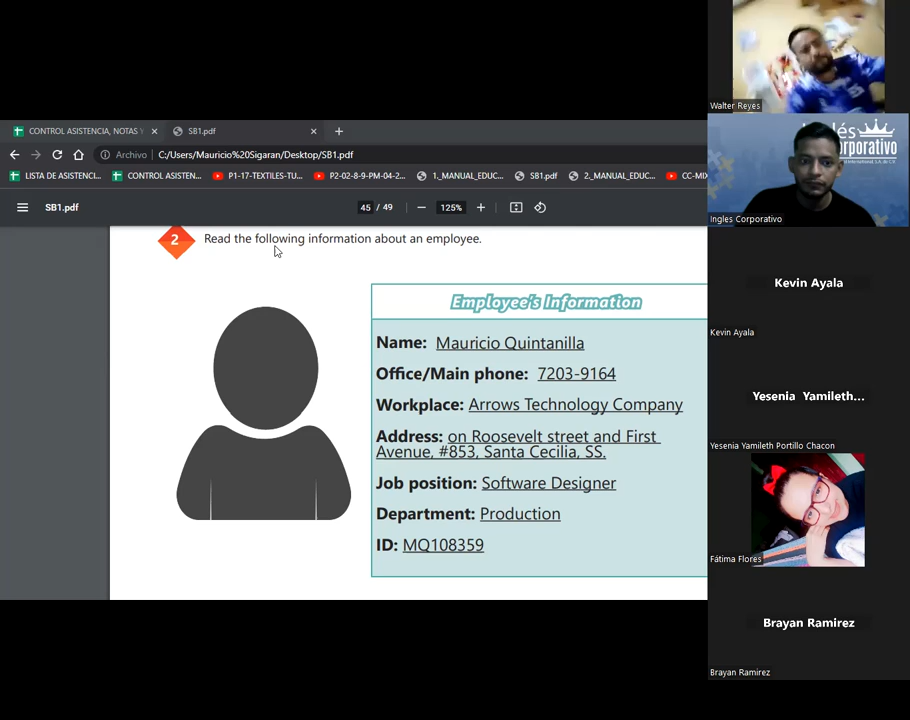 CONTROL ASISTENCIA, NOTAS Y
SB1.pdf
Archivo
C:/Users/Mauricio%20Sigaran/Desktop/SB1.pdf
LISTA DE ASISTENCI...
CONTROL ASISTEN...
P1-17-TEXTILES-TU...
P2-02-8-9-PM-04-2...
1._MANUAL_EDUC...
SB1.pdf
2._MANUAL_EDUC...
CC-MIX
SB1.pdf
45 / 49
125%
2
Read the following information about an employee.
Employee's Information
Name: Mauricio Quintanilla
Office/Main phone: 7203-9164
Workplace: Arrows Technology Company
Address: on Roosevelt street and First
Avenue, #853, Santa Cecilia, SS.
Job position: Software Designer
Department: Production
ID: MQ108359
Walter Reyes
Ingles Corporativo
Kevin Ayala
Kevin Ayala
Yesenia Yamileth...
Yesenia Yamileth Portillo Chacon
Fátima Flores
Brayan Ramirez
Brayan Ramirez